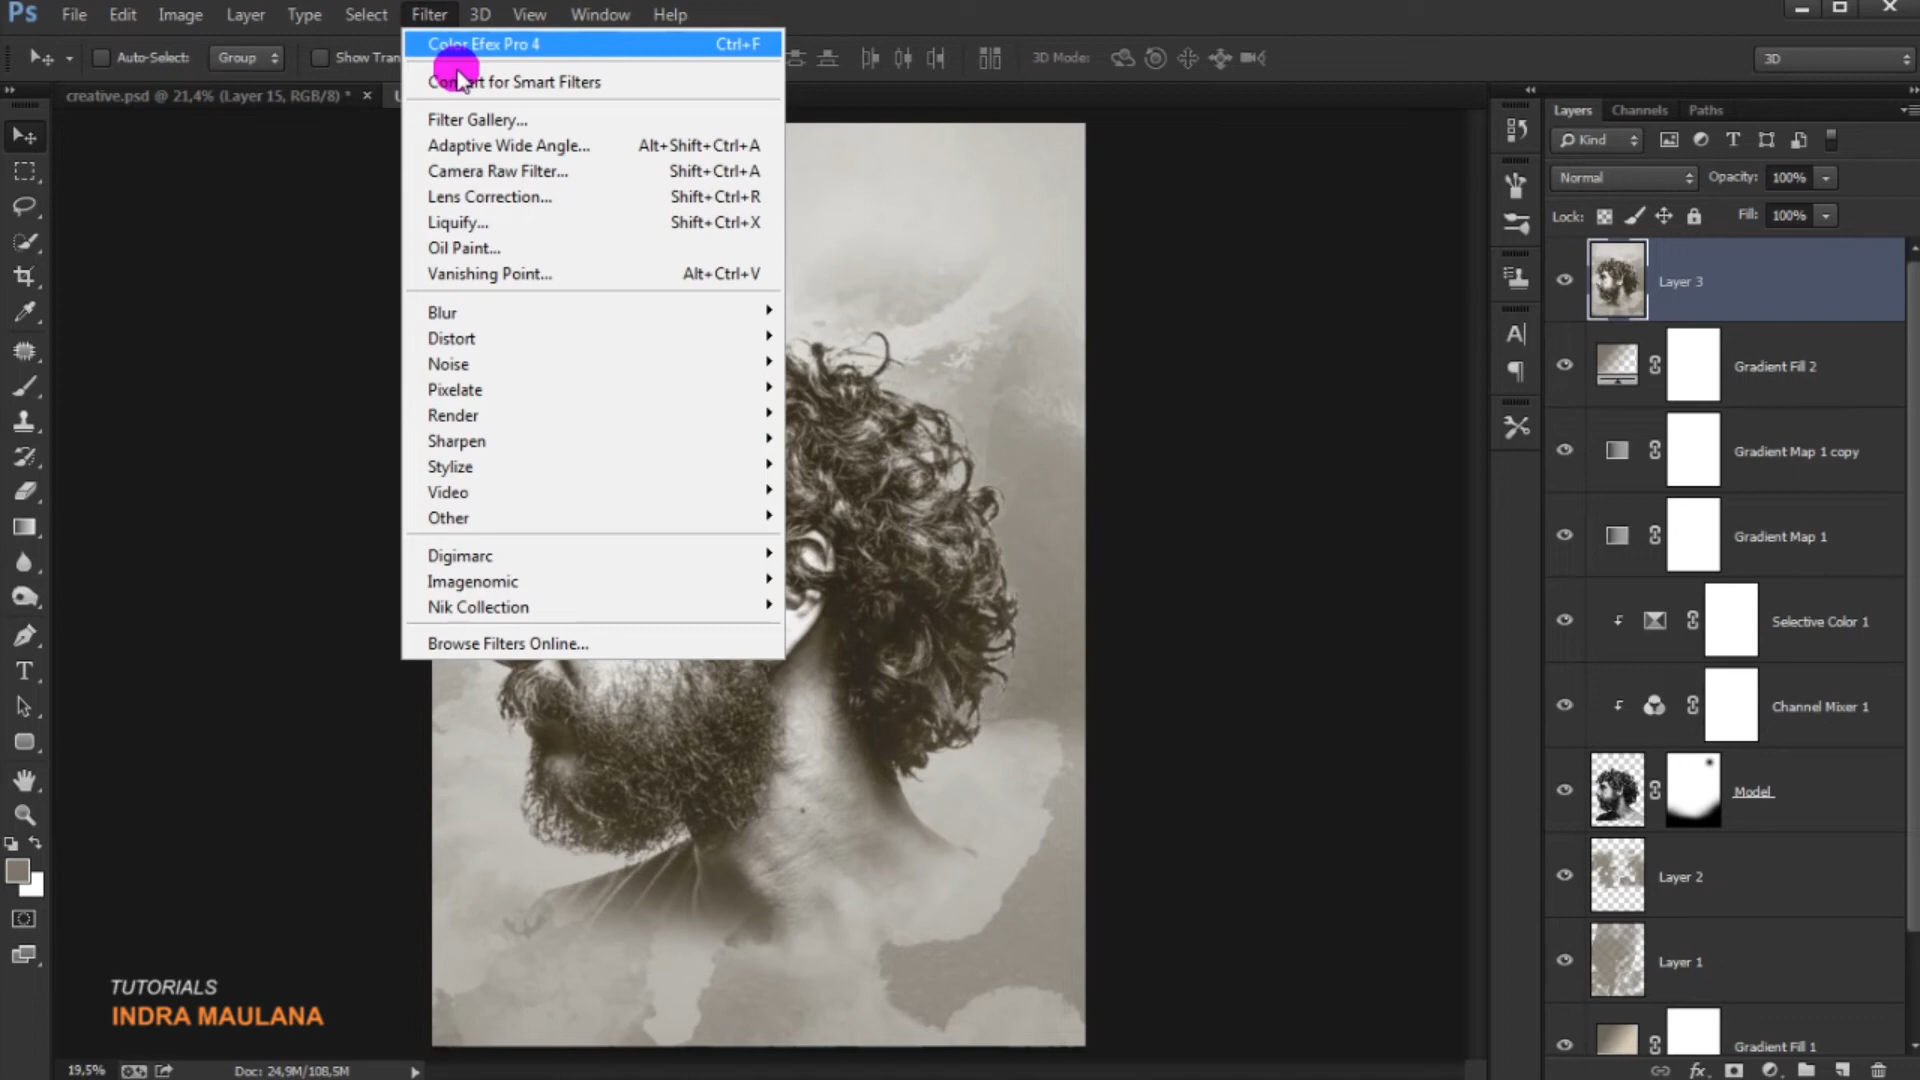 Ps File Edit Image Layer Type Select Filter 3D View Window Help
Auto-Select: Group Show Tran 3D Mode: 3D
creative.psd @ 21,4% (Layer 15, RGB/8) *
Color Efex Pro 4 Ctrl+F
Convert for Smart Filters
Filter Gallery...
Adaptive Wide Angle... Alt+Shift+Ctrl+A
Camera Raw Filter... Shift+Ctrl+A
Lens Correction... Shift+Ctrl+R
Liquify... Shift+Ctrl+X
Oil Paint...
Vanishing Point... Alt+Ctrl+V
Blur
Distort
Noise
Pixelate
Render
Sharpen
Stylize
Video
Other
Digimarc
Imagenomic
Nik Collection
Browse Filters Online...
Layers Channels Paths
Kind
Normal Opacity: 100%
Lock: Fill: 100%
Layer 3
Gradient Fill 2
Gradient Map 1 copy
Gradient Map 1
Selective Color 1
Channel Mixer 1
Model
Layer 2
Layer 1
Gradient Fill 1
TUTORIALS
INDRA MAULANA
19,5% Doc: 24,9M/108,5M